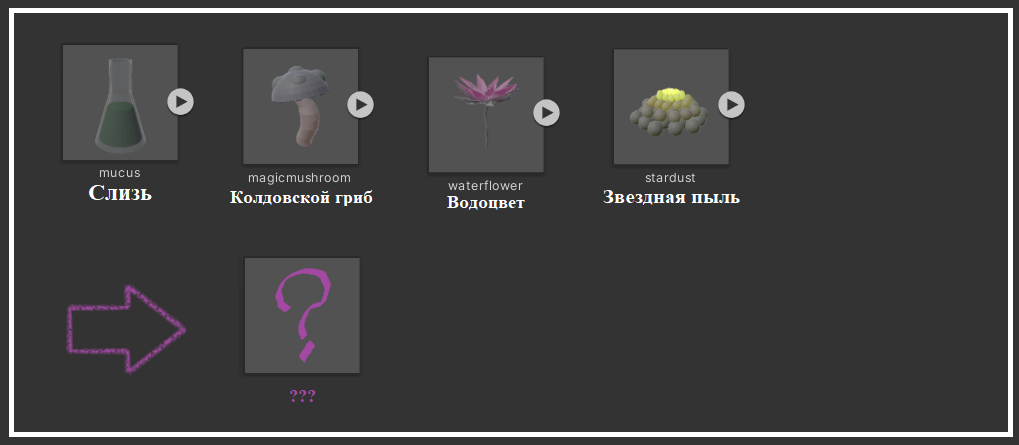 mucus
Слизь
magicmushroom
Колдовской гриб
waterflower
Водоцвет
stardust
Звездная пыль
?
???